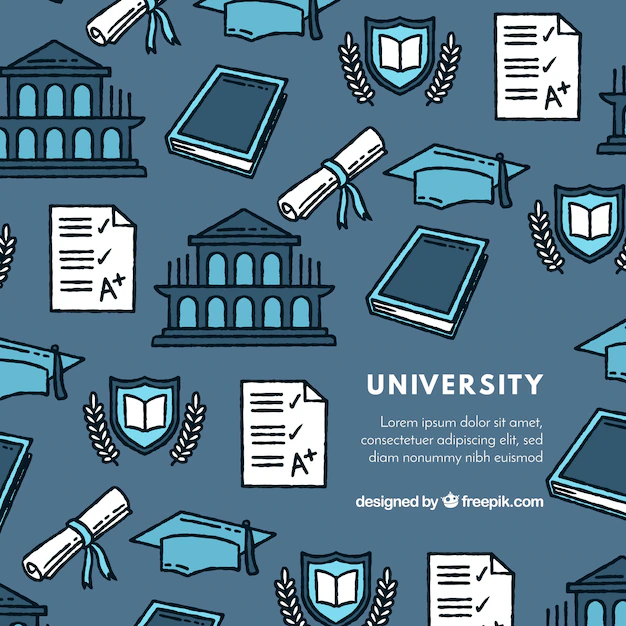 A+
A+
UNIVERSITY
Lorem ipsum dolor sit amet,
consectetuer adipiscing elit, sed
diam nonummy nibh euismod
A+
designed by freepik.com